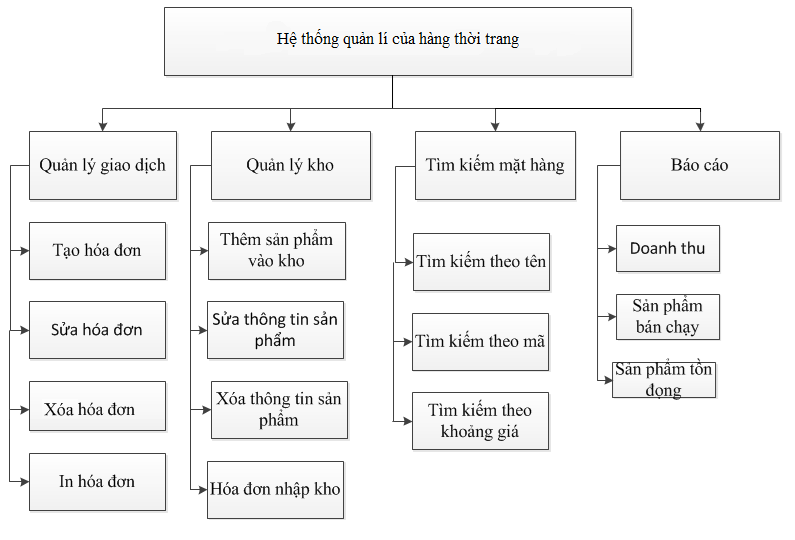 Hệ thống quản lí của hàng thời trang
Quản lý giao dịch
Quản lý kho
Tìm kiếm mặt hàng
Báo cáo
Tạo hóa đơn
Sửa hóa đơn
Xóa hóa đơn
In hóa đơn
Thêm sản phẩm
vào kho
Sửa thông tin sản
phẩm
Xóa thông tin sản
phẩm
Hóa đơn nhập kho
Tìm kiếm theo tên
Tìm kiếm theo mã
Tìm kiếm theo
khoảng giá
Doanh thu
Sản phẩm
bán chạy
Sản phẩm tồn
đọng